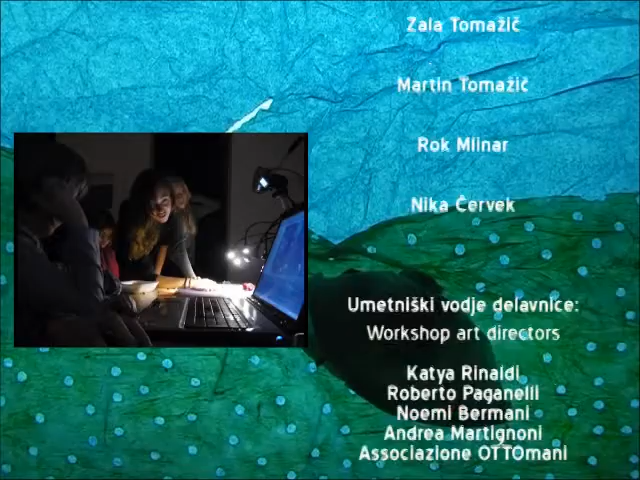 Zala Tomažič
Martin Tomažič
Rok Mlinar
Nika Červek
Umetniški vodje delavnice:
Workshop art directors
Katya Rinaldi
Roberto Paganelli
Noemi Bermani
Andrea Martignoni
Associazione OTTOmani